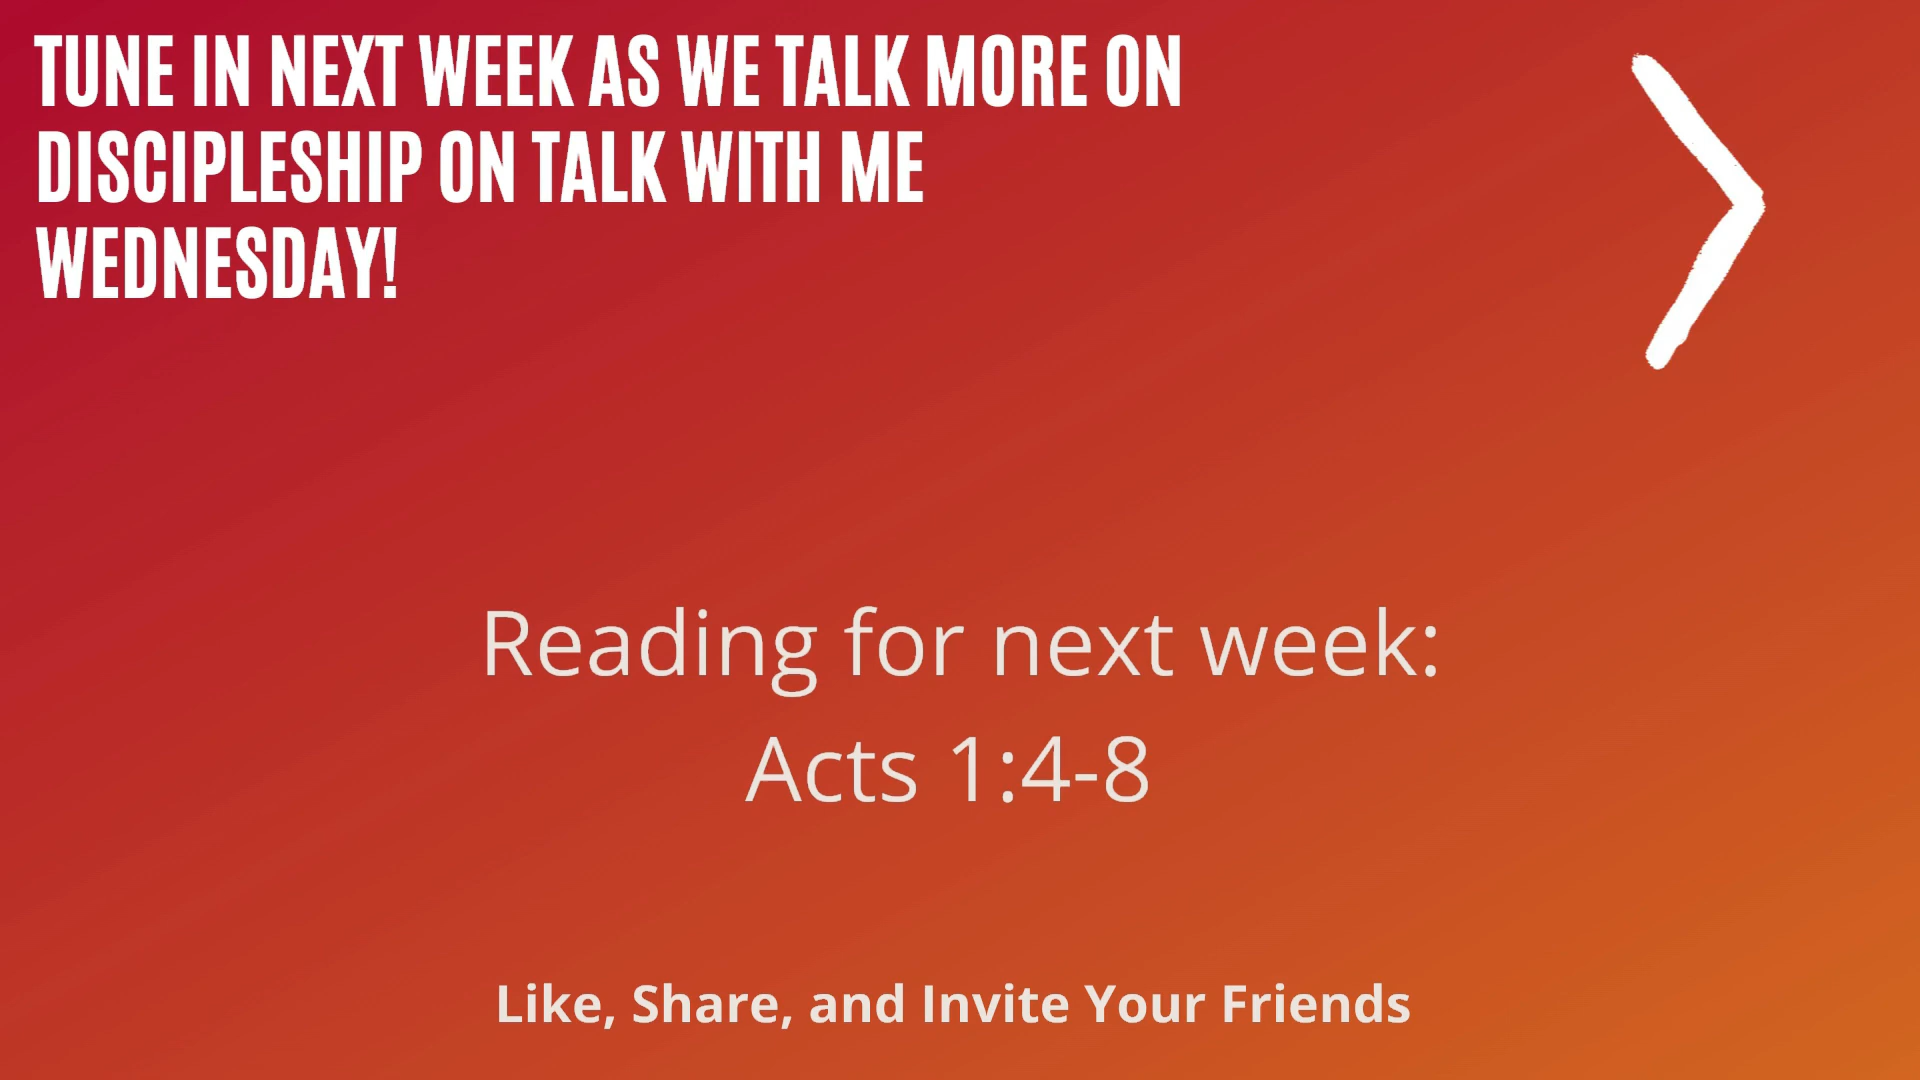 TUNE IN NEXT WEEK AS WE TALK MORE ON
DISCIPLESHIP ON TALK WITH ME
WEDNESDAY!
Reading for next week:
Acts 1:4-8
Like, Share, and Invite Your Friends